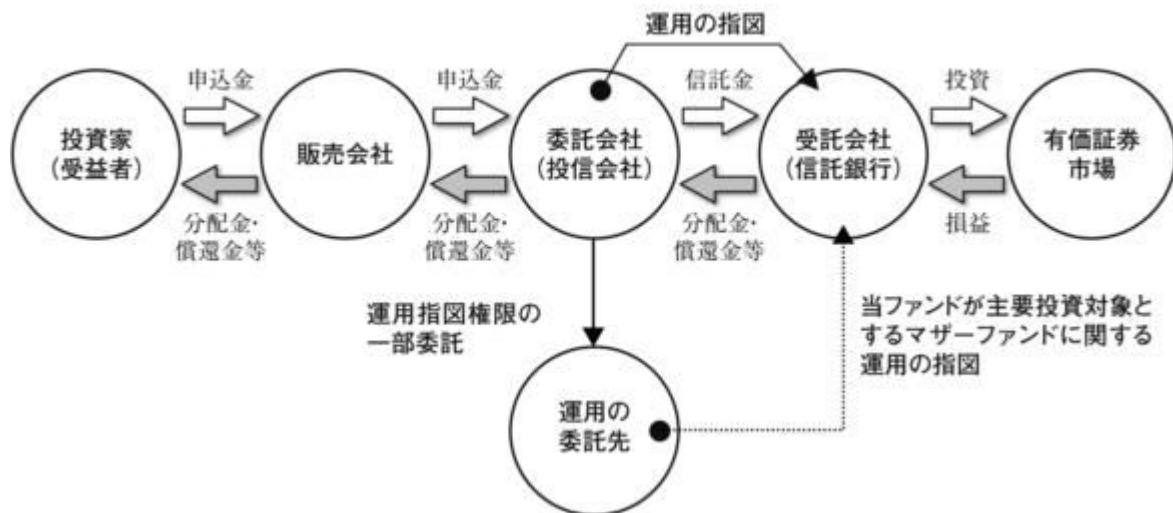 運用の指図
申込金
申込金
信託金
投資
投資家
(受益者)
販売会社
委託会社
(投信会社)
受託会社
(信託銀行)
有価証券
市場
分配金・
償還金等
分配金・
償還金等
分配金・
償還金等
損益
運用指図権限の
一部委託
当ファンドが主要投資対象と
するマザーファンドに関する
運用の指図
運用の
委託先